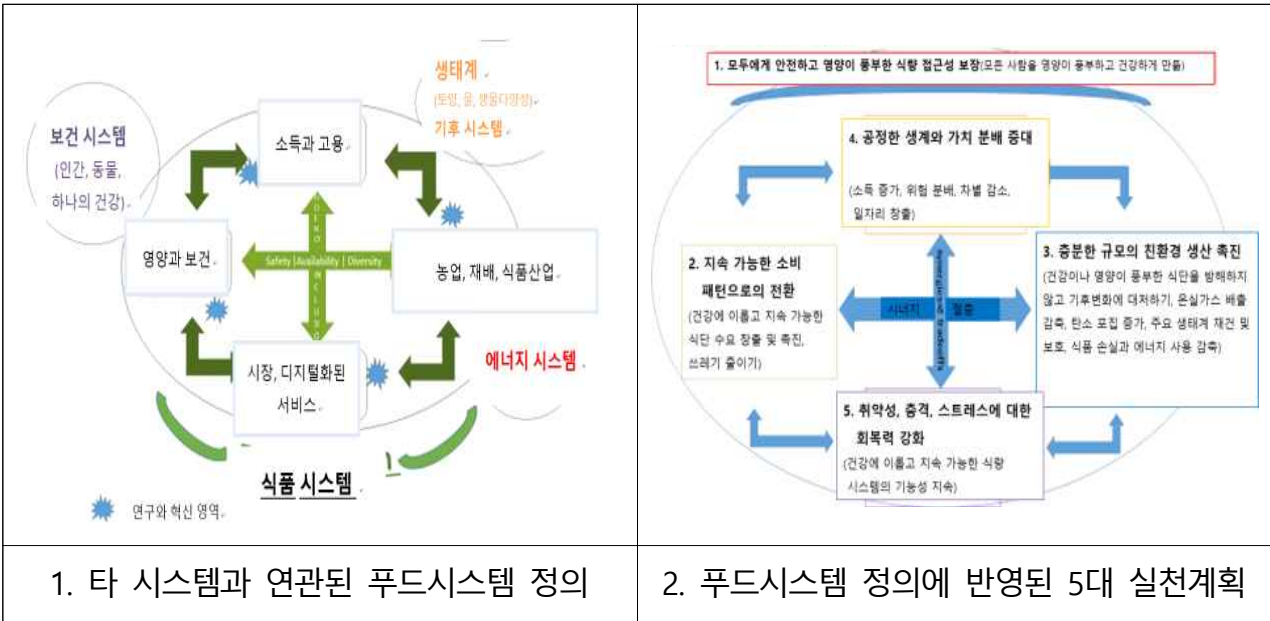 생태계
(토양, 물, 생물다양성)
기후 시스템
보건 시스템
(인간, 동물,
하나의 건강)
소득과 고용
영양과 보건
Safety | Availability | Diversity
농업, 재배, 식품산업
시장, 디지털화된
서비스
에너지 시스템
식품 시스템
연구와 혁신 영역
1. 타 시스템과 연관된 푸드시스템 정의
1. 모두에게 안전하고 영양이 풍부한 식량 접근성 보장(모든 사람을 영양이 풍부하고 건강하게 만듦)
4. 공정한 생계와 가치 분배 증대
(소득 증가, 위험 분배, 차별 감소,
일자리 창출)
2. 지속 가능한 소비
패턴으로의 전환
(건강에 이롭고 지속 가능한
식단 수요 창출 및 촉진,
쓰레기 줄이기)
시너지
절충
3. 충분한 규모의 친환경 생산 촉진
(건강이나 영양이 풍부한 식단을 방해하지
않고 기후변화에 대처하기, 온실가스 배출
감축, 탄소 포집 증가, 주요 생태계 재건 및
보호, 식품 손실과 에너지 사용 감축)
5. 취약성, 충격, 스트레스에 대한
회복력 강화
(건강에 이롭고 지속 가능한 식량
시스템의 기능성 지속)
2. 푸드시스템 정의에 반영된 5대 실천계획